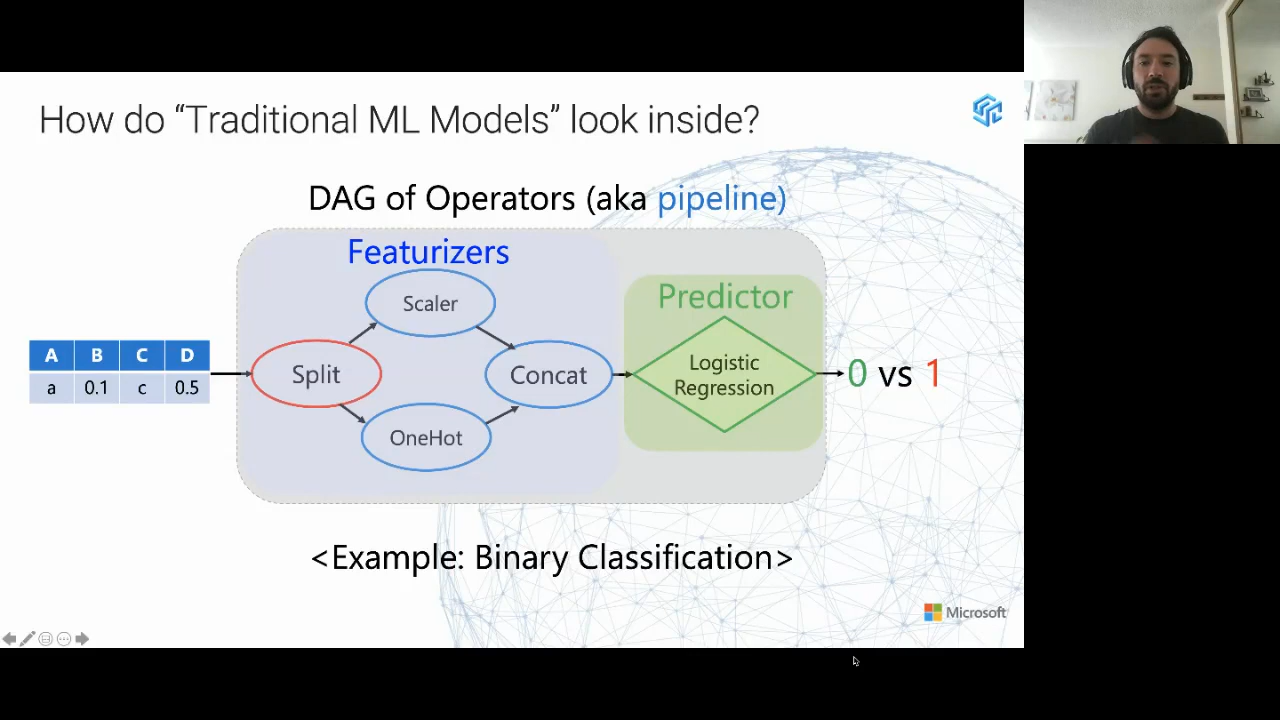 How do “Traditional ML Models” look inside?
DAG of Operators (aka pipeline)
Featurizers
Scaler
Predictor
A B C D
a 0.1 c 0.5
Split
Concat
Logistic
Regression
0 vs 1
OneHot
<Example: Binary Classification>
Microsoft